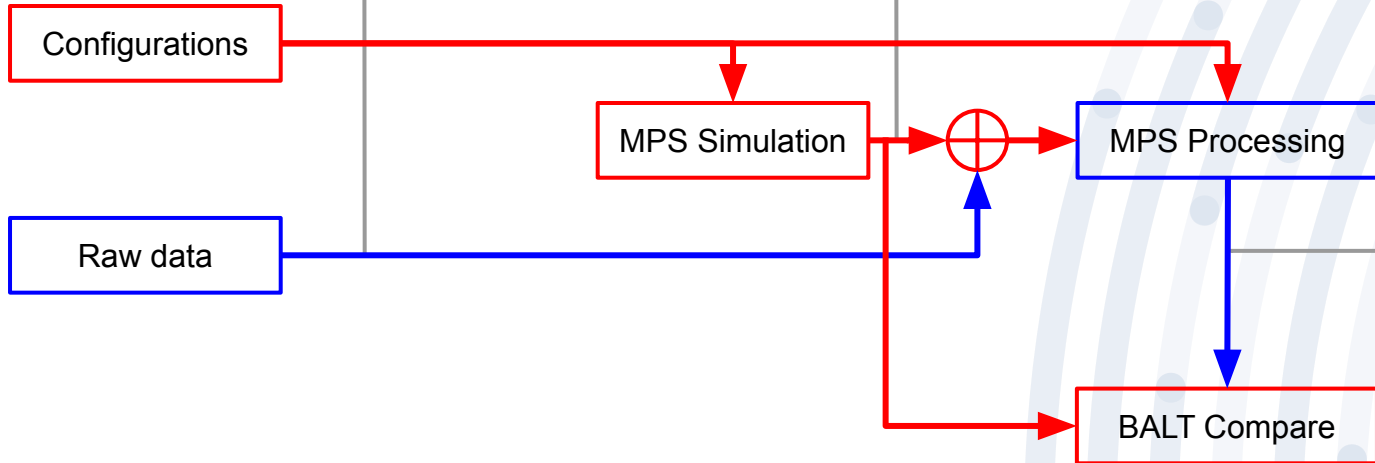 Configurations
MPS Simulation
MPS Processing
Raw data
BALT Compare